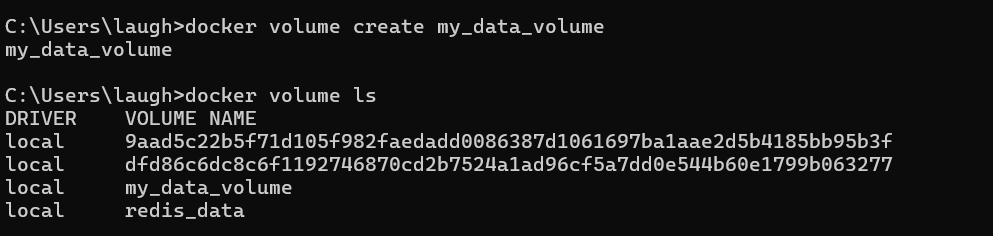 C:\Users\laugh>docker volume create my_data_volume
my_data_volume
C:\Users\laugh>docker volume ls
DRIVER    VOLUME NAME
local     9aad5c22b5f71d105f982faedadd0086387d1061697ba1aae2d5b4185bb95b3f
local     dfd86c6dc8c6f1192746870cd2b7524a1ad96cf5a7dd0e544b60e1799b063277
local     my_data_volume
local     redis_data